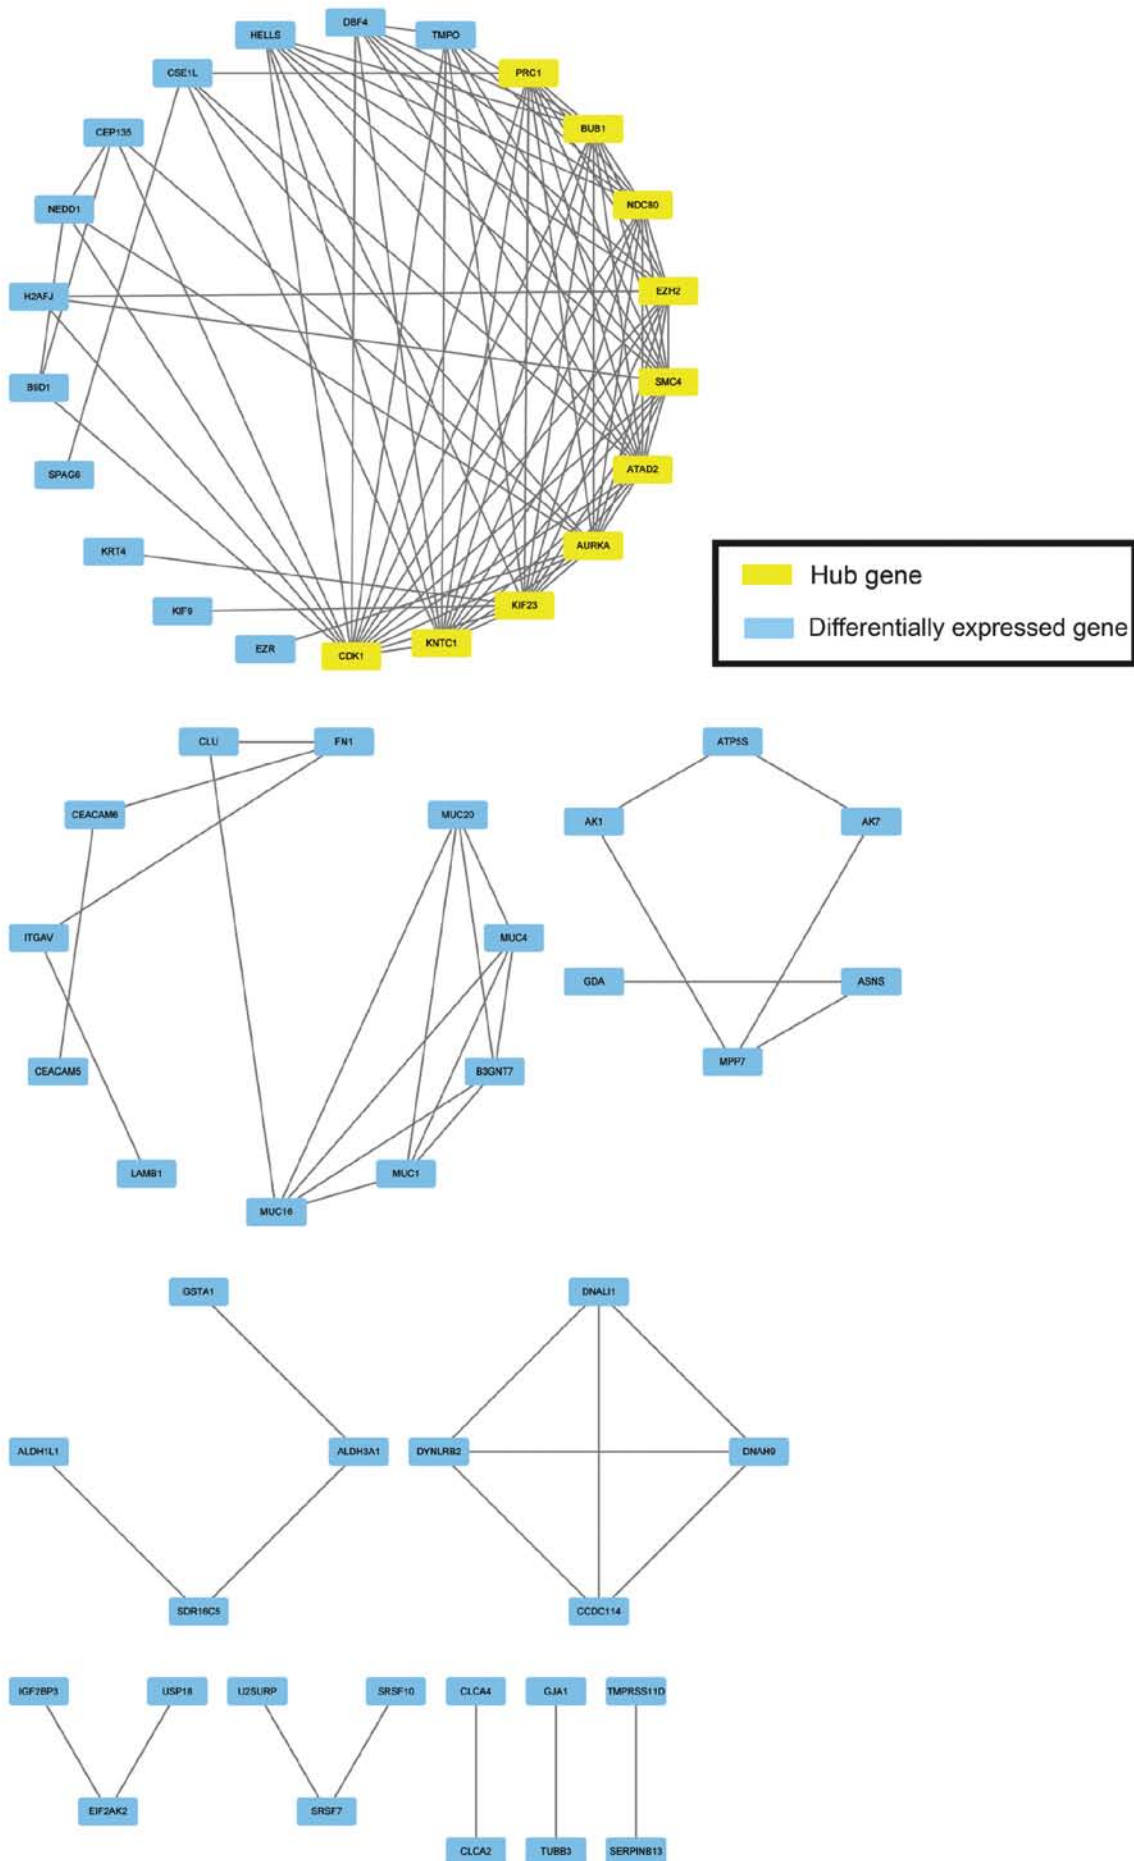 DBF4
HELLS
TMPO
CSE1L
PRC1
CEP135
BUB1
NEDD1
NDC80
H2AFJ
EZH2
B9D1
SMC4
SPAG6
ATAD2
KRT4
AURKA
KIF9
KIF23
EZR
CDK1
KNTC1
Hub gene
Differentially expressed gene
CLU
FN1
ATP5S
CEACAM6
MUC20
AK1
AK7
ITGAV
MUC4
GDA
ASNS
CEACAM5
B3GNT7
MPP7
LAMB1
MUC1
MUC16
GSTA1
DNALI1
ALDH1L1
ALDH3A1
DYNLRB2
DNAH9
SDR16C5
CCDC114
IGF2BP3
USP18
U2SURP
SRSF10
CLCA4
GJA1
TMPRSS11D
EIF2AK2
SRSF7
CLCA2
TUBB3
SERPINB13